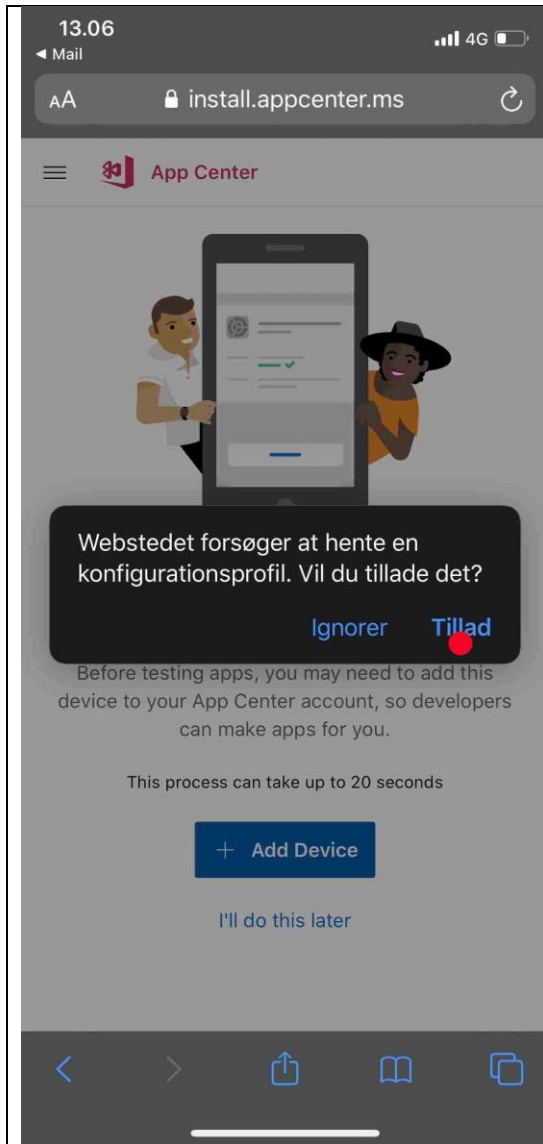 13.06
4G
◀ Mail
AA install.appcenter.ms
App Center
Webstedet forsøger at hente en
konfigurationsprofil. Vil du tillade det?
Ignorer Tillad
Before testing apps, you may need to add this
device to your App Center account, so developers
can make apps for you.
This process can take up to 20 seconds
+ Add Device
I'll do this later